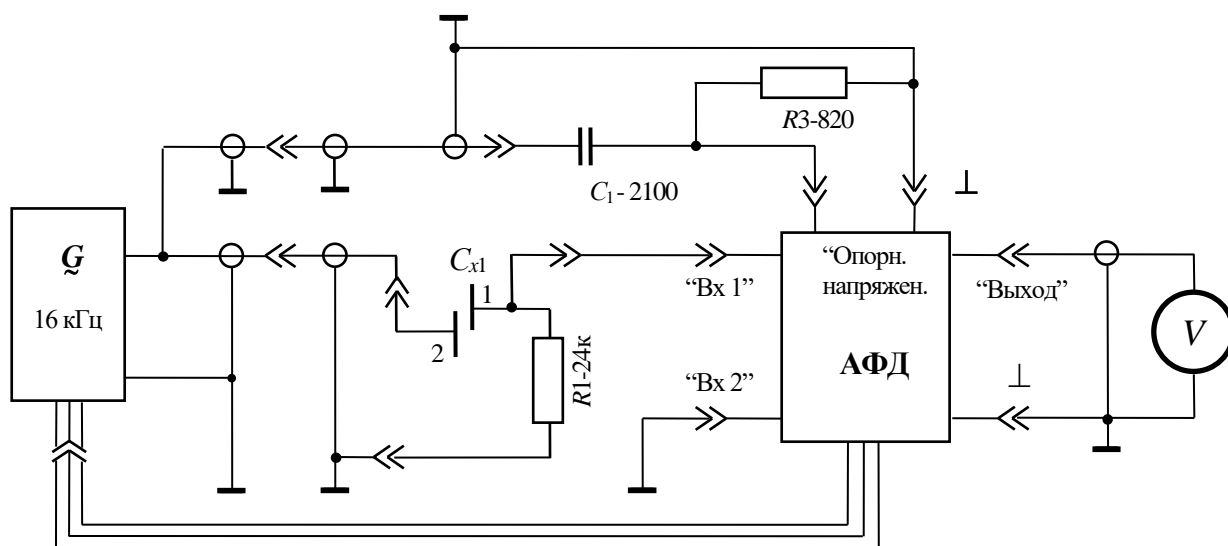 R3-820
C1 - 2100
⊥
G
~
16 кГц
Cx1
1
2
R1-24к
“Вх 1”
“Вх 2”
“Опорн.
напряжен.
АФД
“Выход”
⊥
V